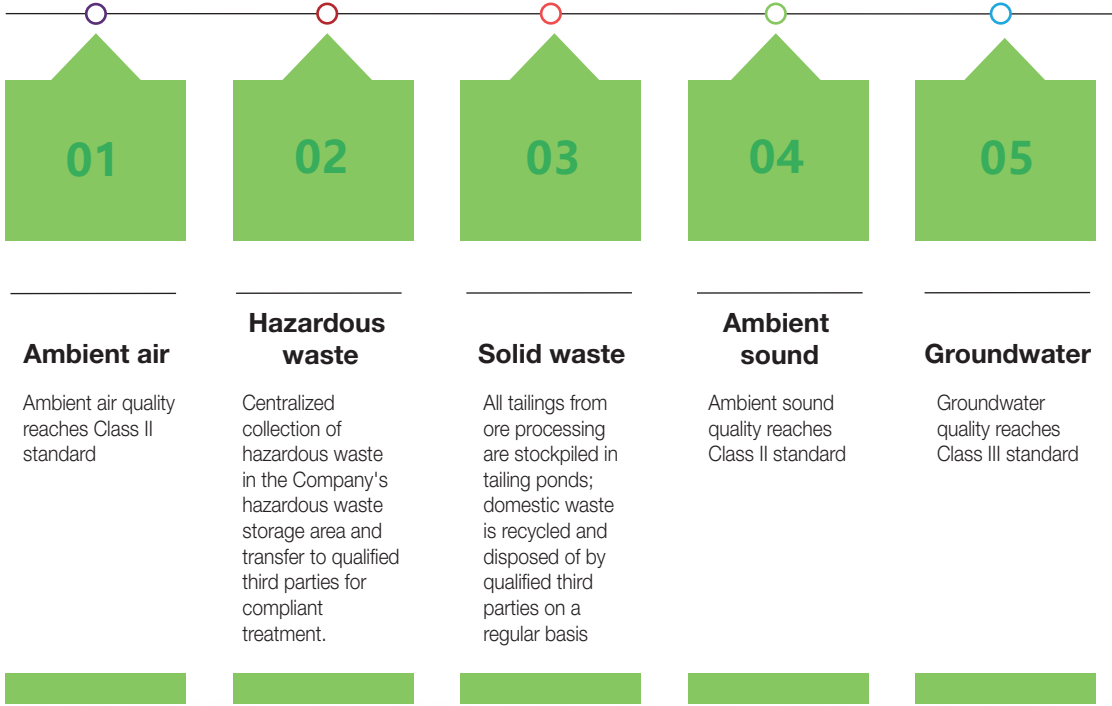 01
02
03
04
05
Ambient air
Ambient air quality
reaches Class II
standard
Hazardous
waste
Centralized
collection of
hazardous waste
in the Company's
hazardous waste
storage area and
transfer to qualified
third parties for
compliant
treatment.
Solid waste
All tailings from
ore processing
are stockpiled in
tailing ponds;
domestic waste
is recycled and
disposed of by
qualified third
parties on a
regular basis
Ambient
sound
Ambient sound
quality reaches
Class II standard
Groundwater
Groundwater
quality reaches
Class III standard